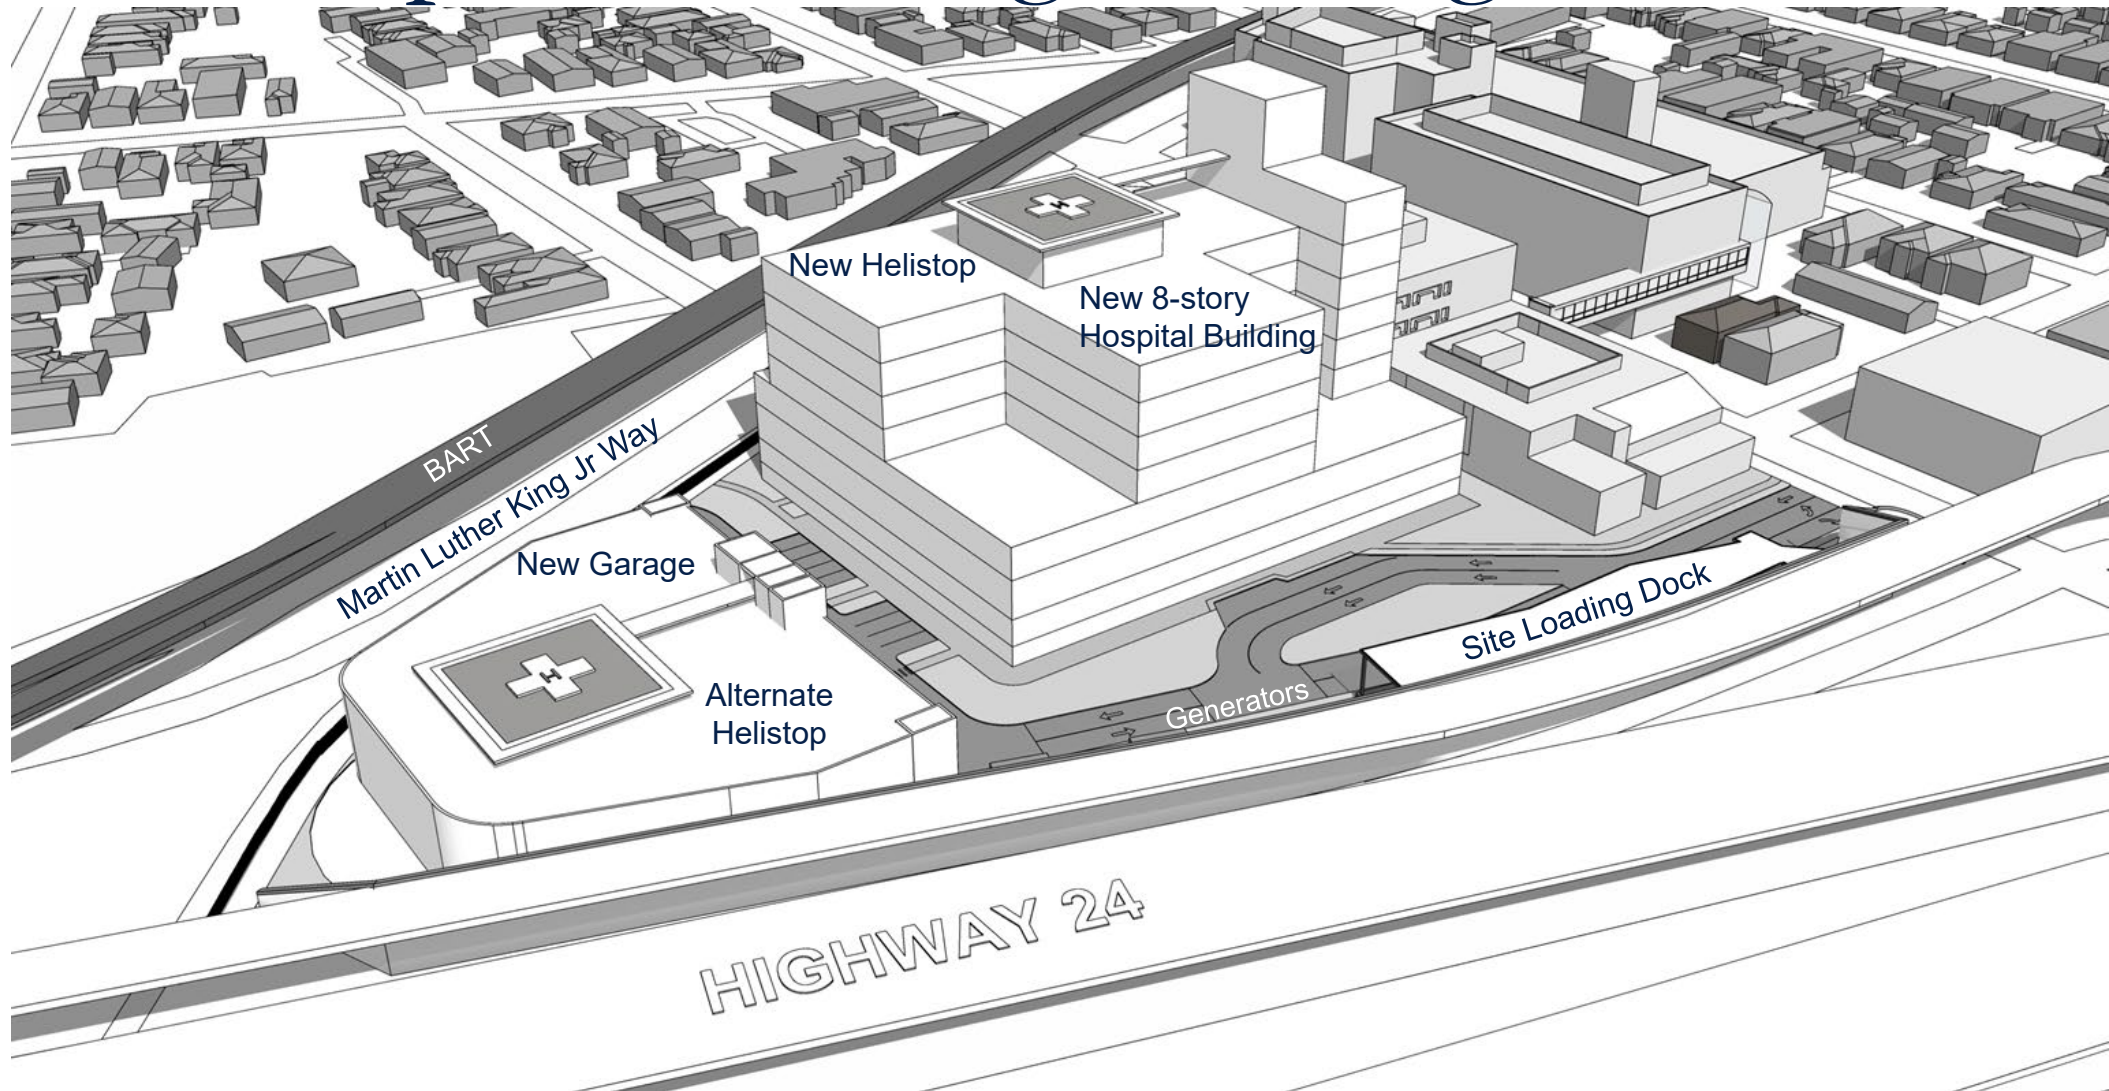 New Helistop
New 8-story
Hospital Building
BART
Martin Luther King Jr Way
New Garage
Site Loading Dock
Alternate
Helistop
Generators
HIGHWAY 24
H
H